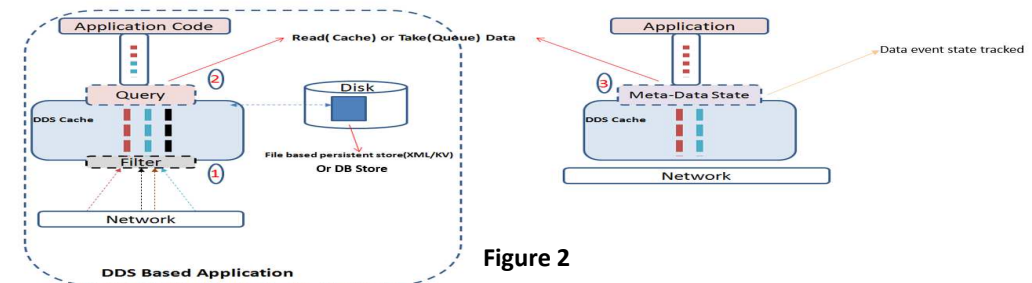 Application Code
Read( Cache) or Take(Queue) Data
2
Query
DDS Cache
Disk
File based persistent store(XML/KV)
Or DB Store
Filter
1
Network
DDS Based Application
Application
Data event state tracked
3
Meta-Data State
DDS Cache
Network
Figure 2